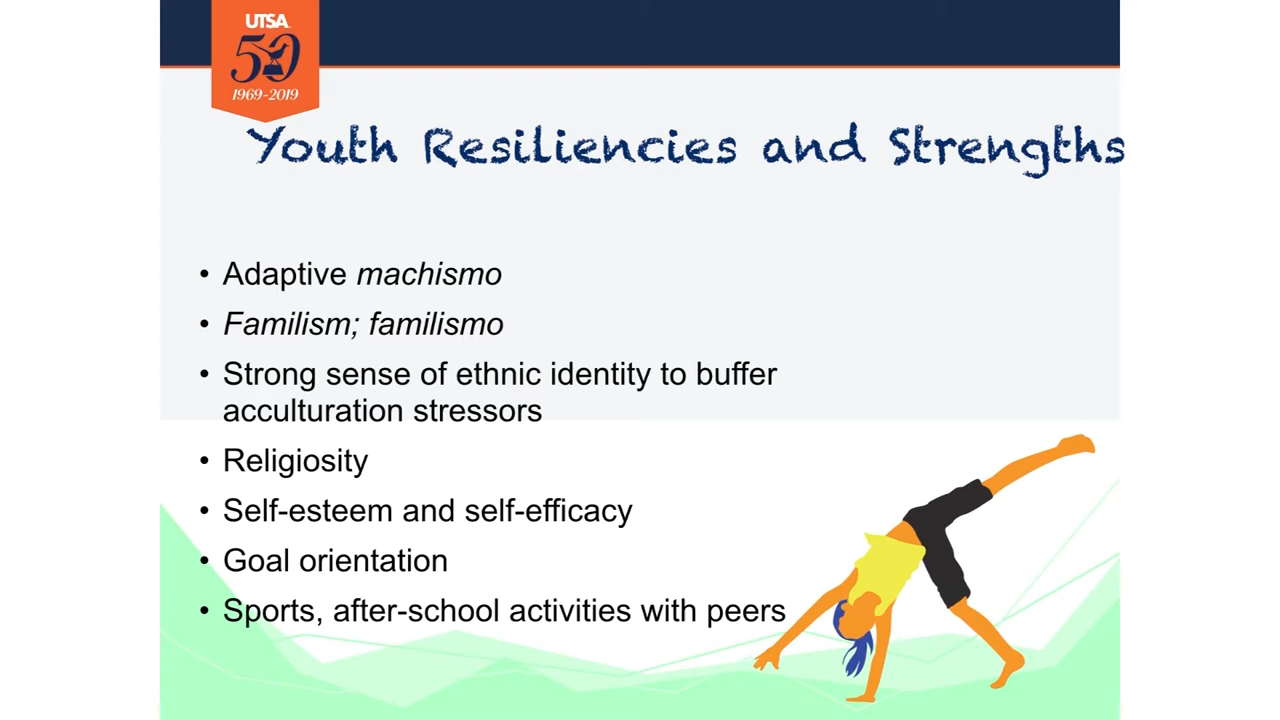 UTSA
50
1969-2019
Youth Resiliencies and Strengths
• Adaptive machismo
• Familism; familismo
• Strong sense of ethnic identity to buffer
acculturation stressors
• Religiosity
• Self-esteem and self-efficacy
• Goal orientation
• Sports, after-school activities with peers